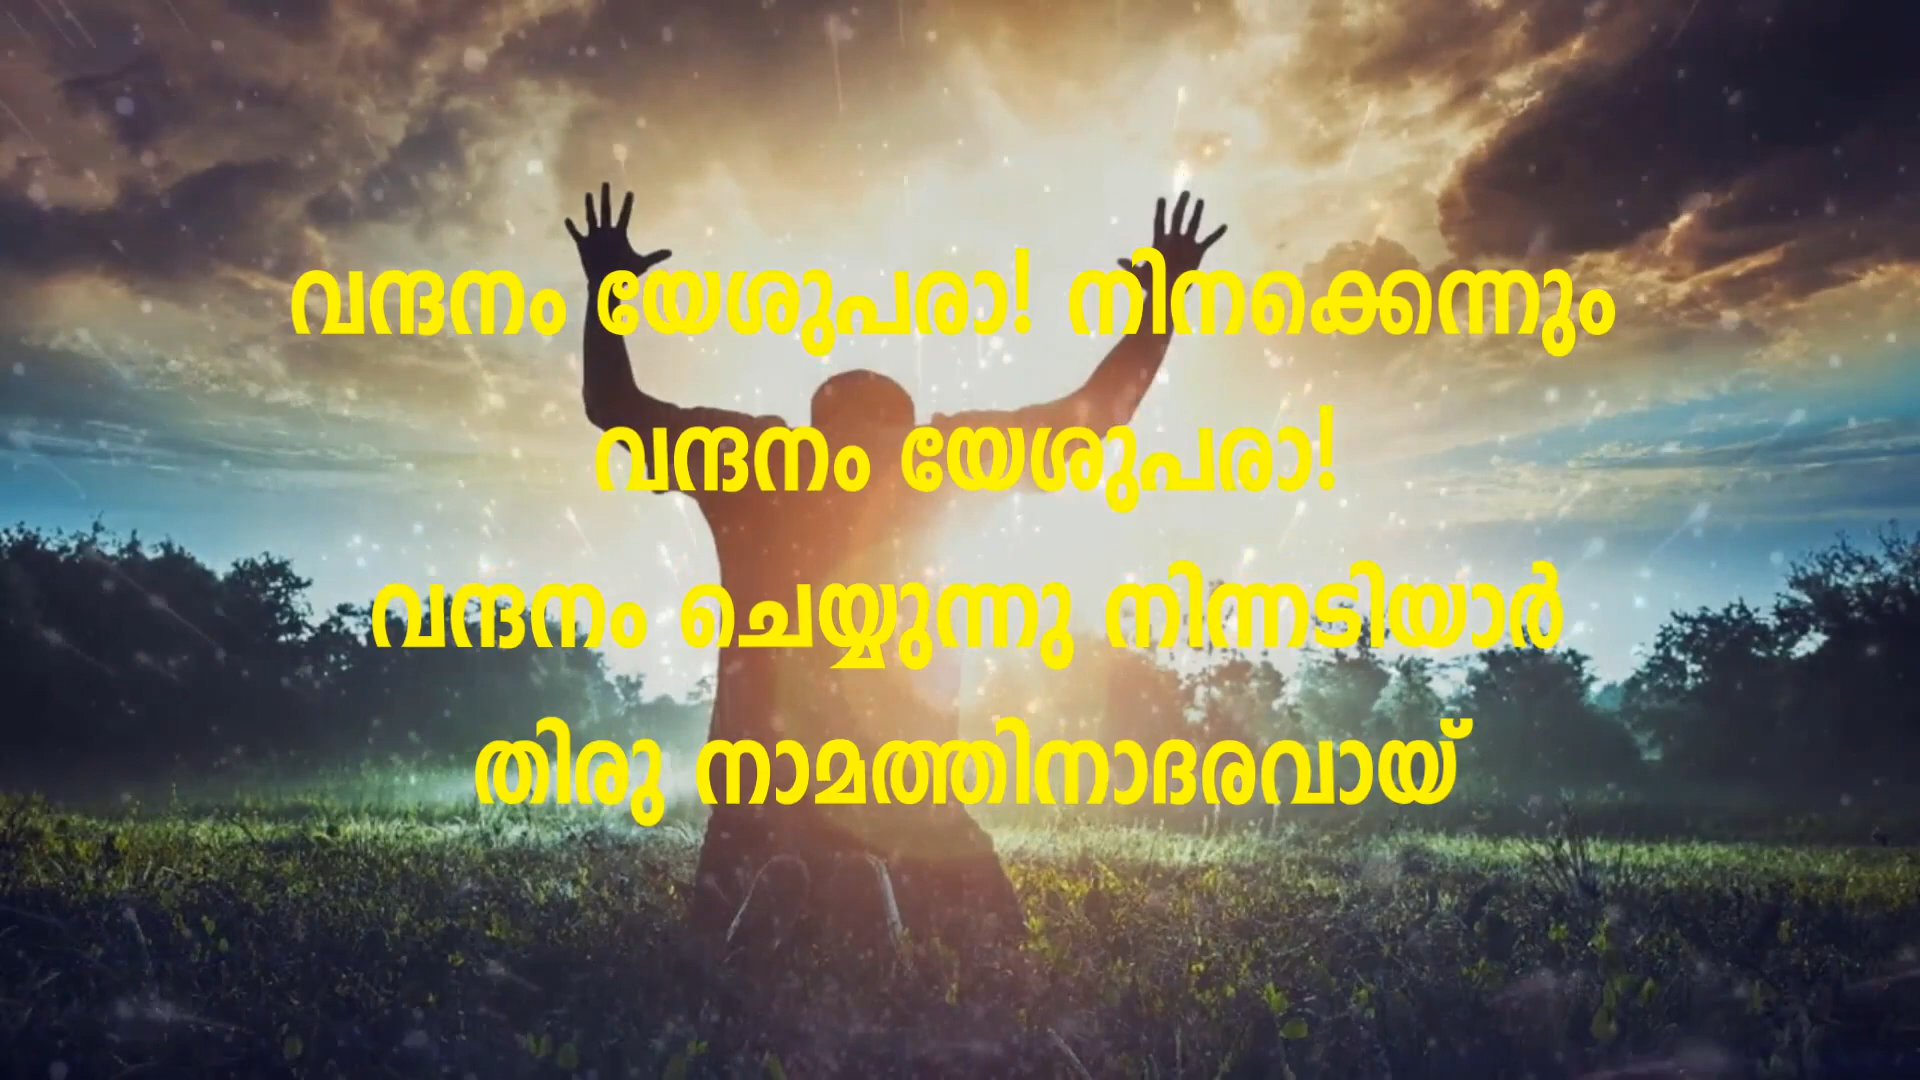 വന്ദനം യേശുപരാ! നിനക്കെന്നും
വന്ദനം യേശുപരാ!
വന്ദനം ചെയ്യുന്നു നിന്നടിയാർ
തിരു നാമത്തിനാദരവായ്